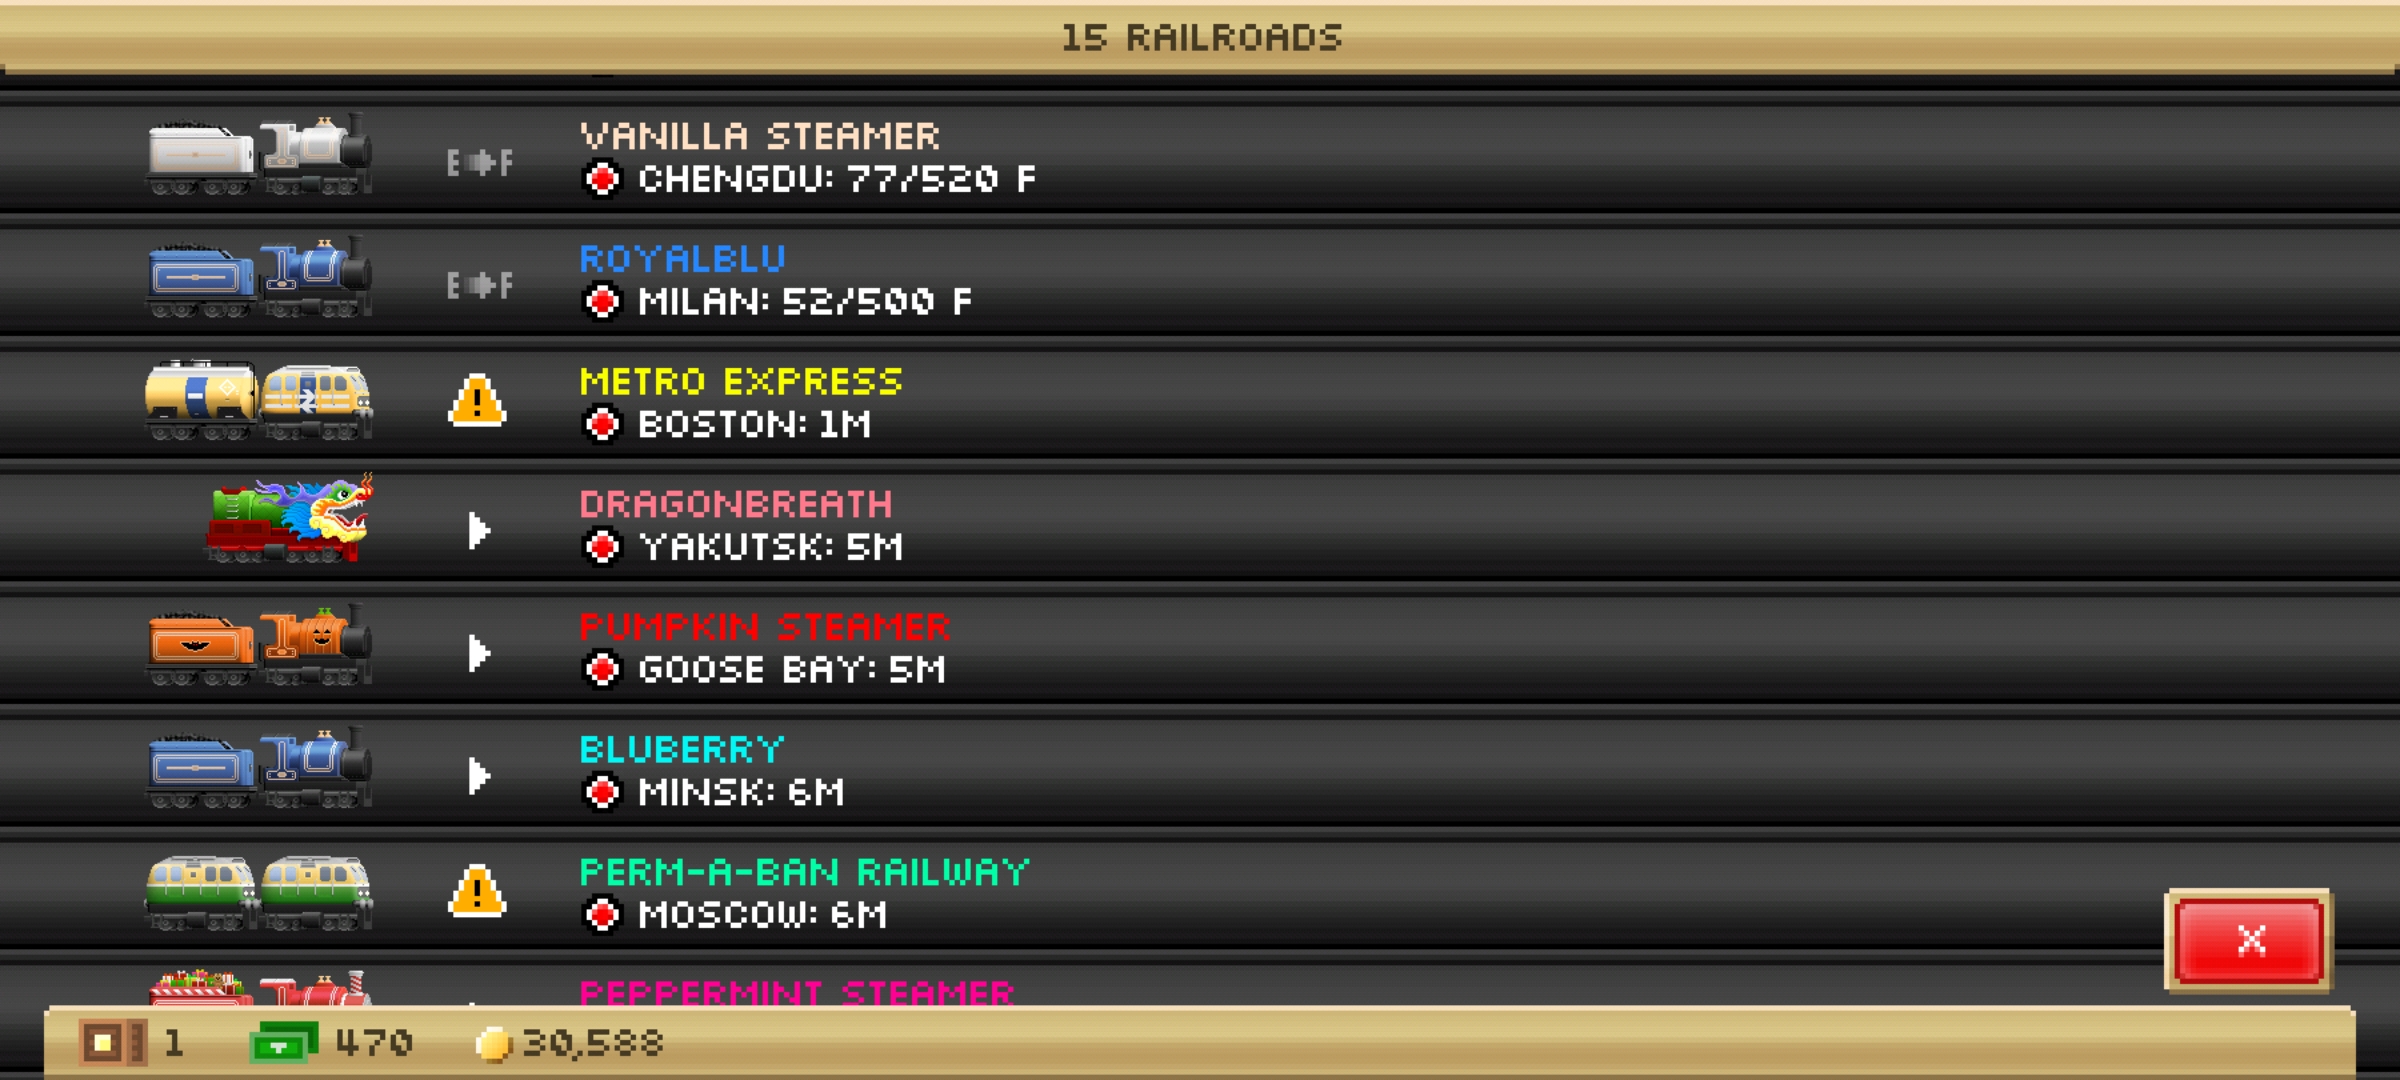 15 RAILROADS
VANILLA STEAMER
E F
CHENGDU: 77/520 F
ROYALBLU
E F
MILAN: 52/500 F
METRO EXPRESS
!
BOSTON: 1M
DRAGONBREATH
YAKUTSK: 5M
PUMPKIN STEAMER
GOOSE BAY: 5M
BLUBERRY
MINSK: 6M
PERM-A-BAN RAILWAY
!
MOSCOW: 6M
X
PEPPERMINT STEAMER
1 470 30,588